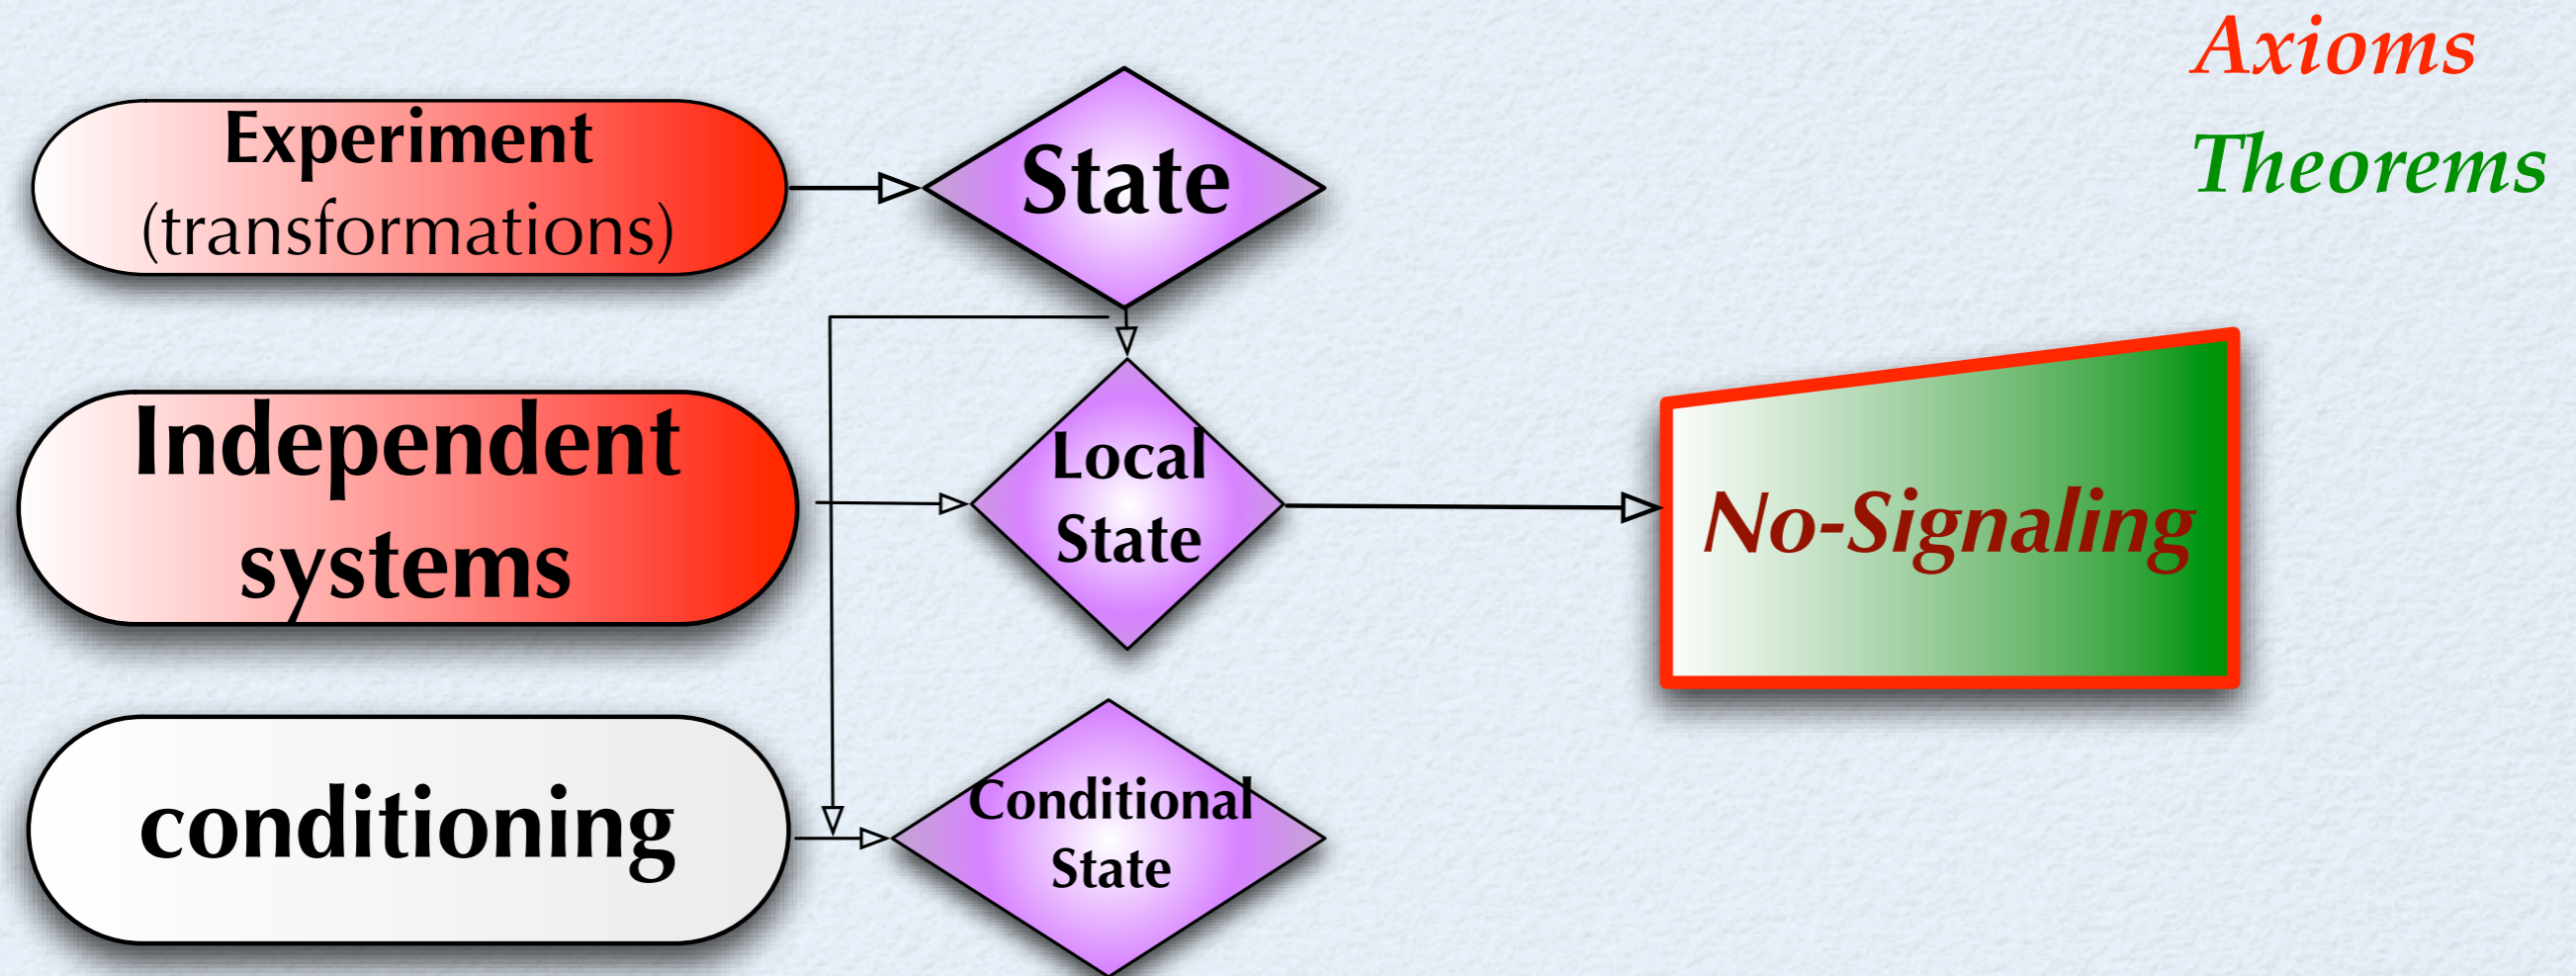 Axioms
Theorems
Experiment
(transformations)
State
Independent
systems
Local
State
No-Signaling
conditioning
Conditional
State